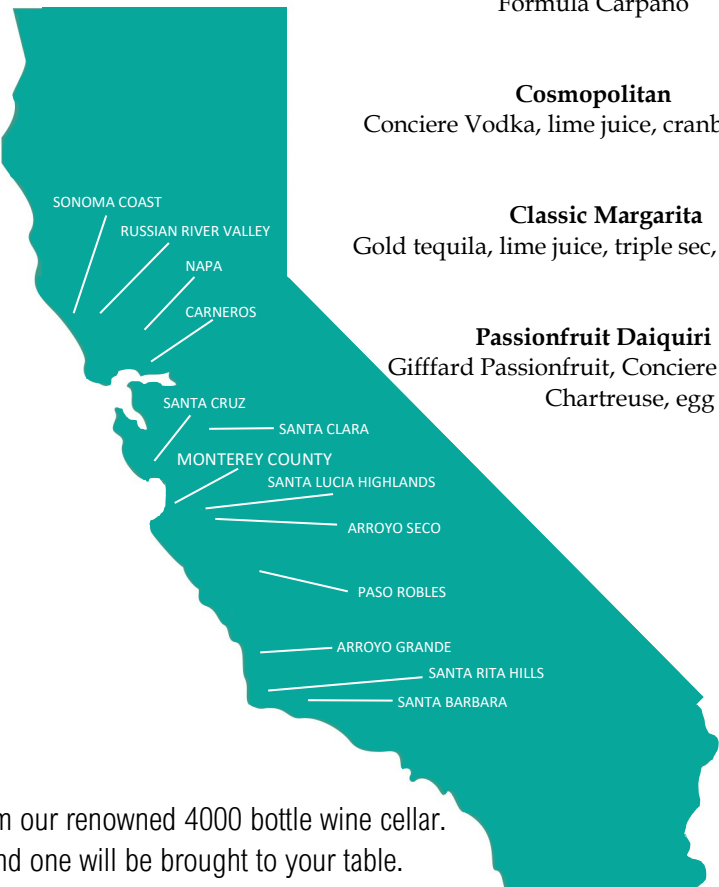 Formula Carpano
Cosmopolitan
Conciere Vodka, lime juice,
Classic Margarita
Gold tequila, lime juice, triple sec,
Passionfruit Daiquiri
Gifffard Passionfruit, Conciere
Chartreuse, egg
SONOMA COAST
RUSSIAN RIVER VALLEY
NAPA
CARNEROS
SANTA CRUZ
SANTA CLARA
MONTEREY COUNTY
SANTA LUCIA HIGHLANDS
ARROYO SECO
PASO ROBLES
ARROYO GRANDE
SANTA RITA HILLS
SANTA BARBARA
our renowned 4000 bottle wine cellar.
one will be brought to your table.